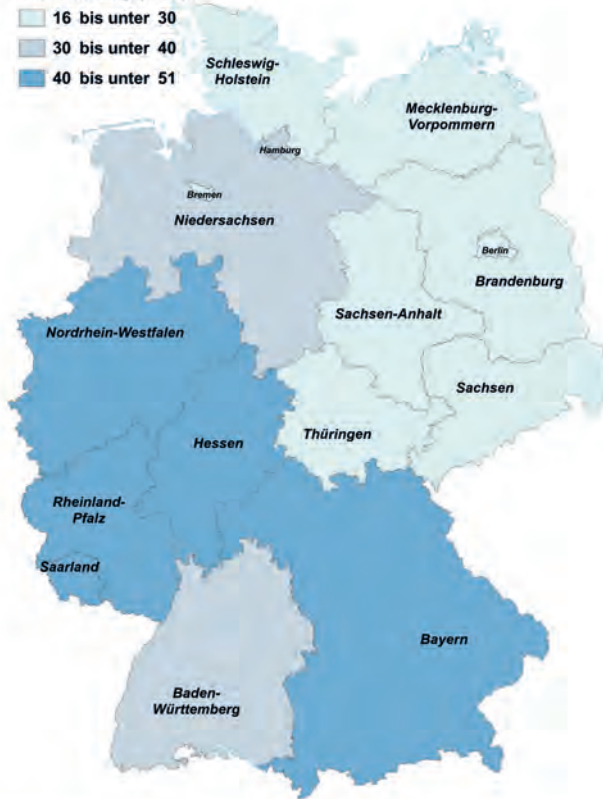 16 bis unter 30
30 bis unter 40
40 bis unter 51
Schleswig-
Holstein
Mecklenburg-
Vorpommern
Hamburg
Bremen
Niedersachsen
Berlin
Brandenburg
Sachsen-Anhalt
Nordrhein-Westfalen
Sachsen
Thüringen
Hessen
Rheinland-
Pfalz
Saarland
Bayern
Baden-
Württemberg